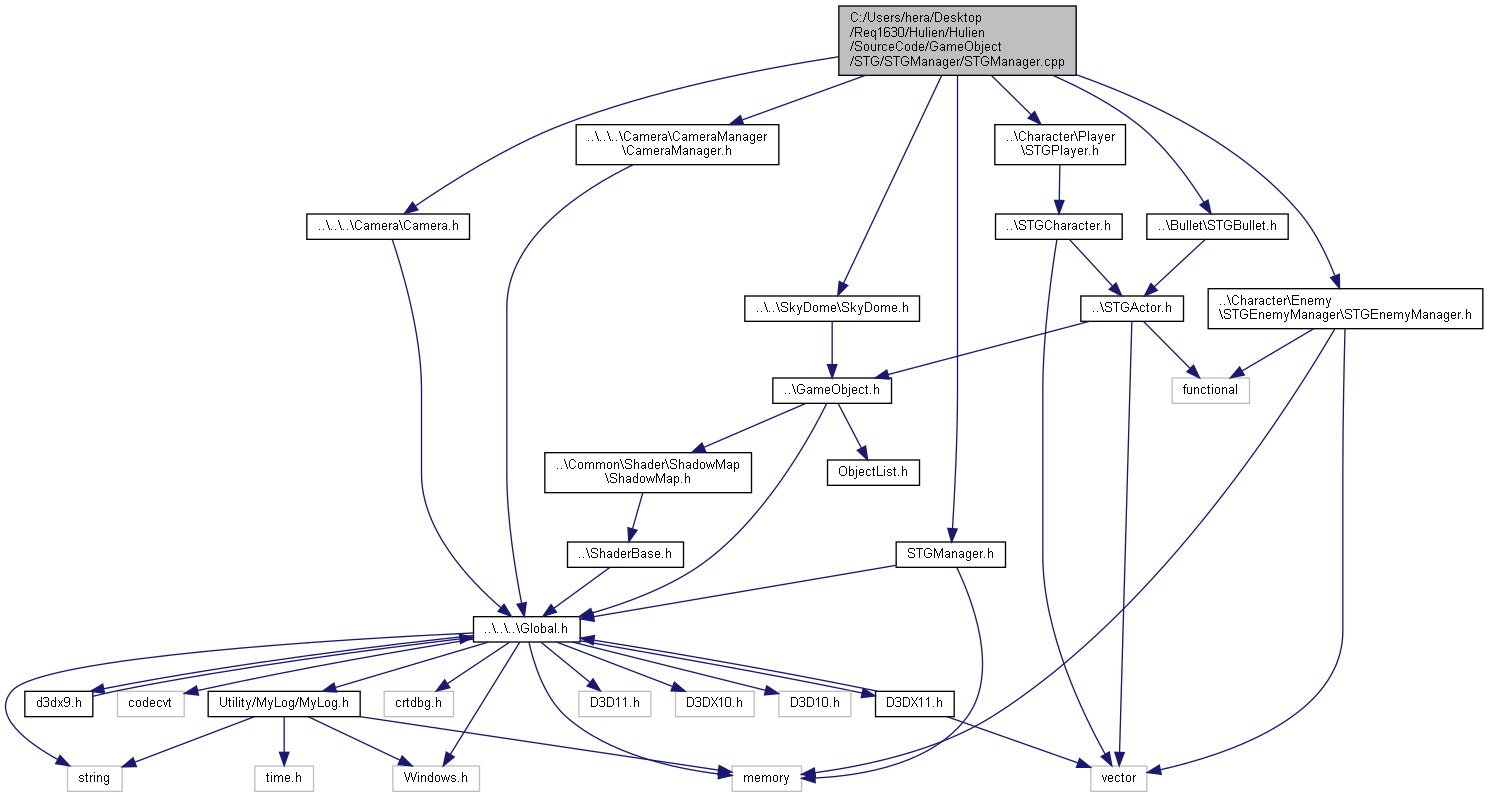 C:/Users/hera/Desktop
/Req1630/Hulien/Hulien
/SourceCode/GameObject
/STG/STGManager/STGManager.cpp
..\..\..\Camera\CameraManager
\CameraManager.h
..\Character\Player
\STGPlayer.h
..\..\..\Camera\Camera.h
..\STGCharacter.h
..\Bullet\STGBullet.h
..\..\SkyDome\SkyDome.h
..\STGActor.h
..\Character\Enemy
\STGEnemyManager\STGEnemyManager.h
..\GameObject.h
functional
..\Common\Shader\ShadowMap
\ShadowMap.h
ObjectList.h
..\ShaderBase.h
STGManager.h
..\..\..\Global.h
d3dx9.h
codecvt
Utility/MyLog/MyLog.h
crtdbg.h
D3D11.h
D3DX10.h
D3D10.h
D3DX11.h
string
time.h
Windows.h
memory
vector